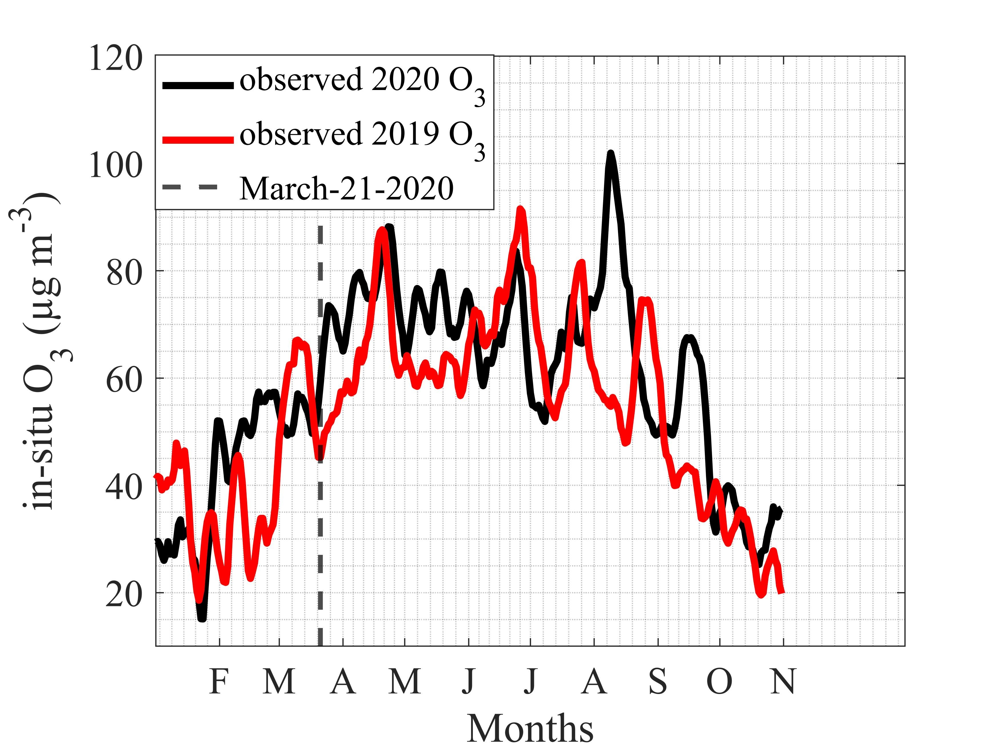 observed 2020 O3
observed 2019 O3
March-21-2020
in-situ O3 (µg m-3)
120
100
80
60
40
20
F M A M J J A S O N
Months